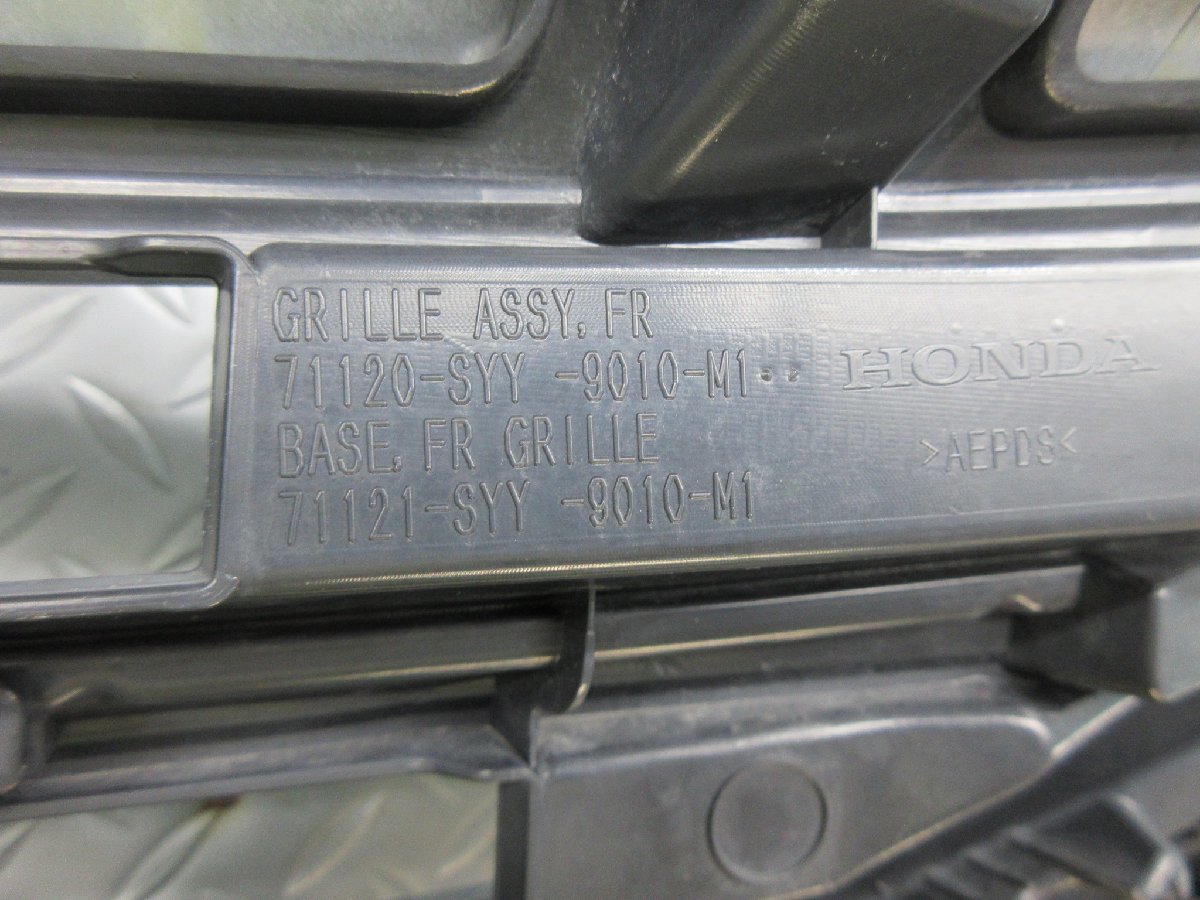 GRILLE ASSY, FR
71120-SYY -9010-M1
BASE, FR GRILLE
71121-SYY -9010-M1
HONDA
>AEPDS<